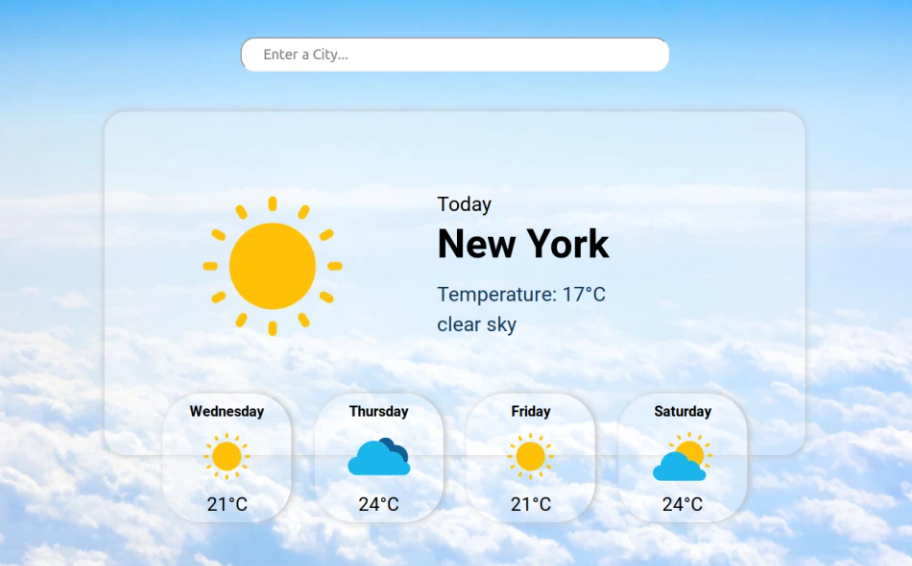 Enter a City...
Today
New York
Temperature: 17°C
clear sky
Wednesday Thursday Friday Saturday
21°C 24°C 21°C 24°C